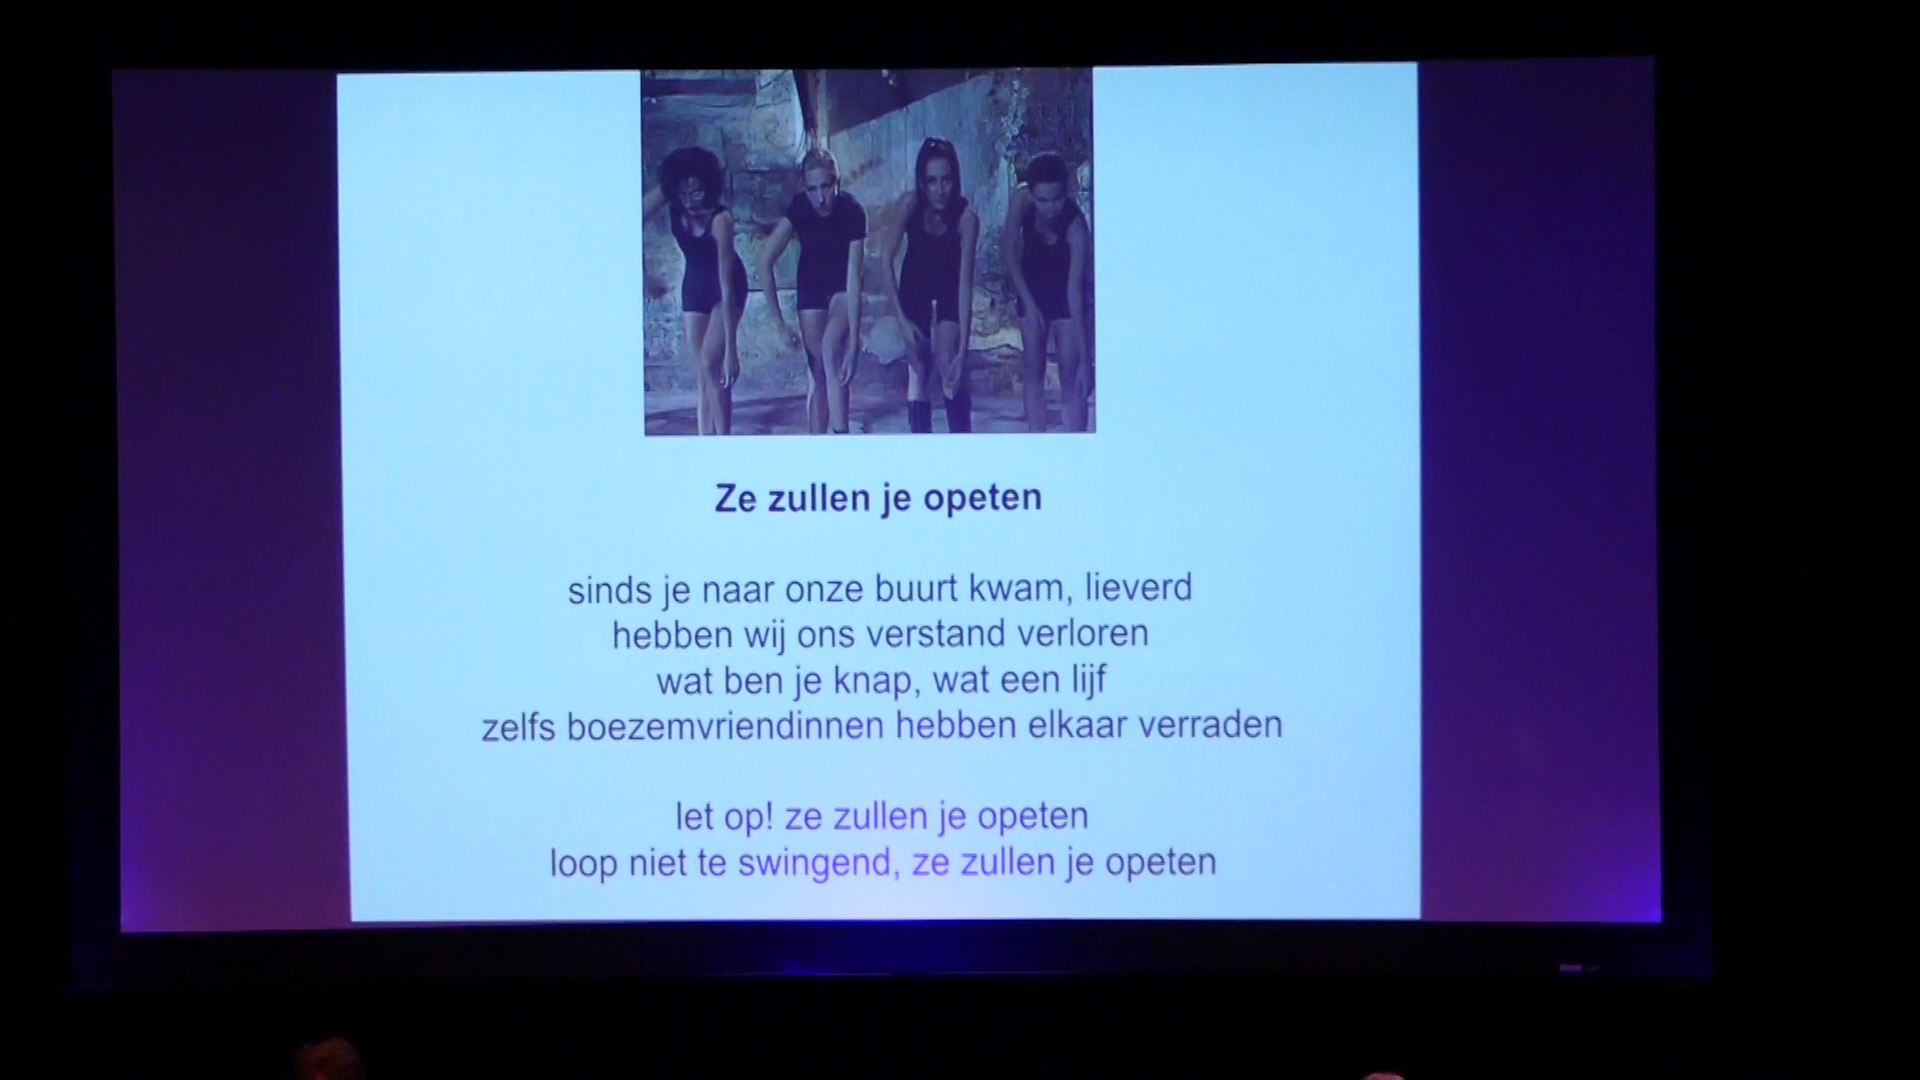 Ze zullen je opeten
sinds je naar onze buurt kwam, lieverd
hebben wij ons verstand verloren
wat ben je knap, wat een lijf
zelfs boezemvriendinnen hebben elkaar verraden
let op! ze zullen je opeten
loop niet te swingend, ze zullen je opeten